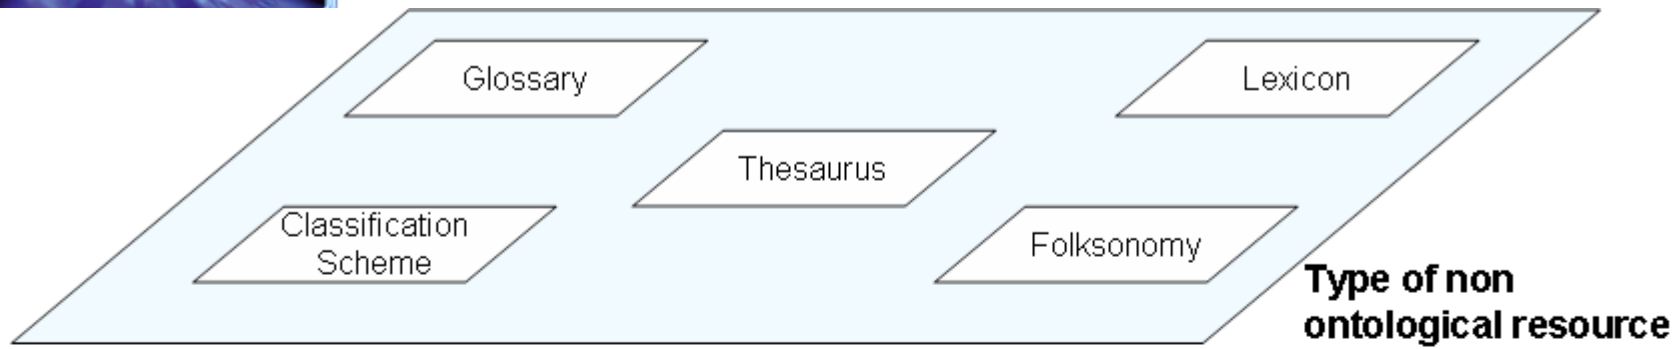 Glossary
Lexicon
Thesaurus
Classification
Scheme
Folksonomy
Type of non
ontological resource